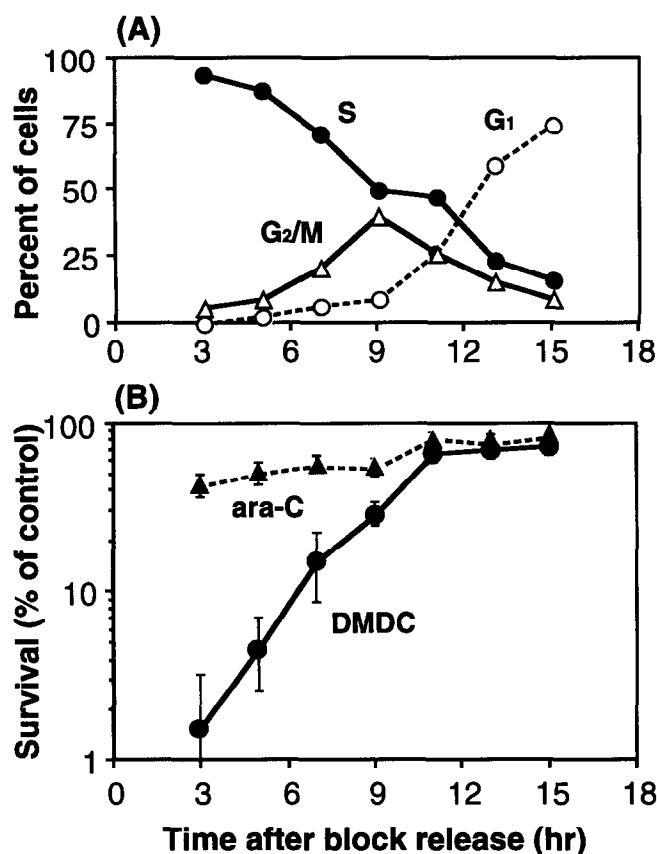 (A)
100
75
50
25
0
Percent of cells
S
G1
G2/M
0 3 6 9 12 15 18
(B)
100
10
1
Survival (% of control)
ara-C
DMDC
0 3 6 9 12 15 18
Time after block release (hr)